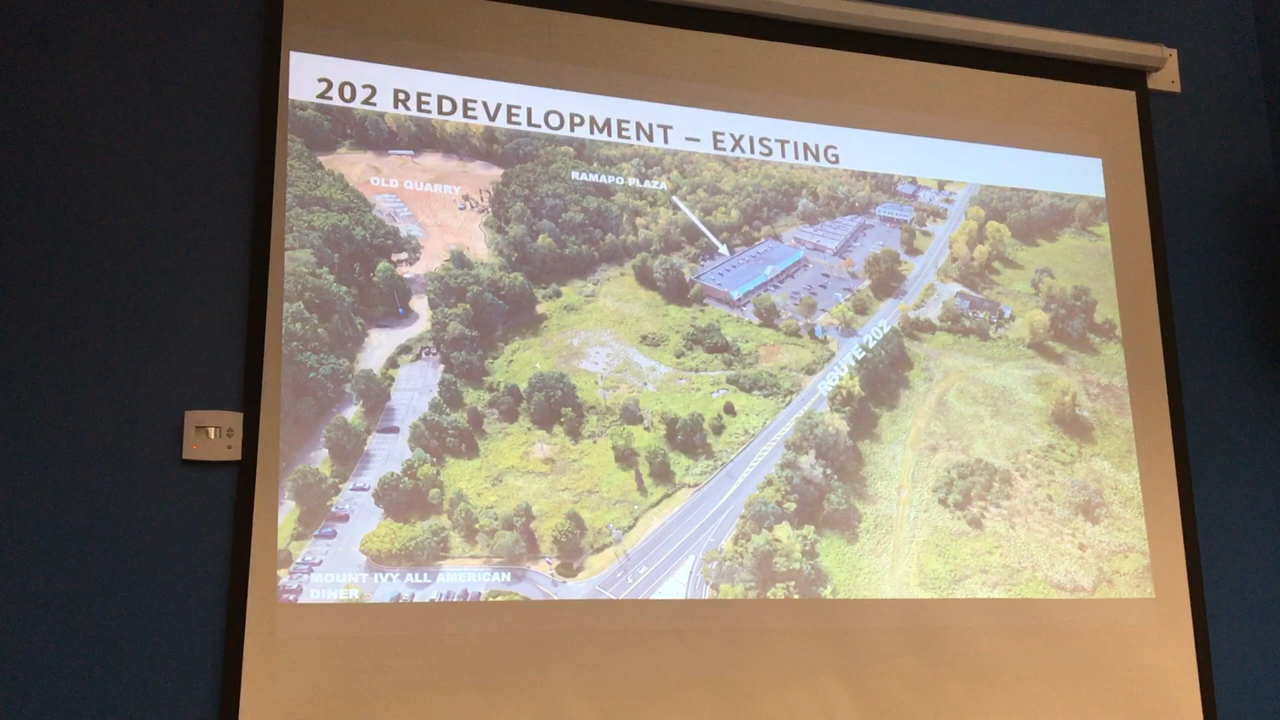 202 REDEVELOPMENT – EXISTING
OLD QUARRY
RAMAPO PLAZA
ROUTE 202
MOUNT IVY ALL AMERICAN
DINER